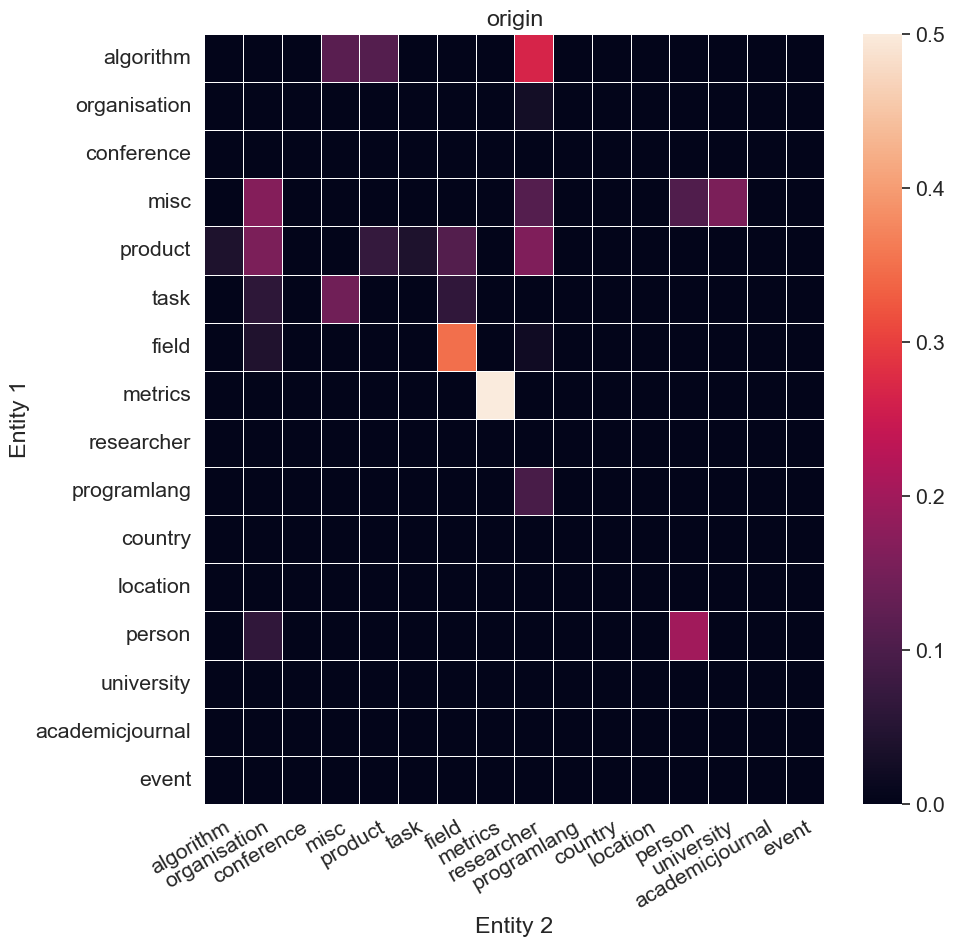 origin
algorithm
organisation
conference
misc
product
task
field
metrics
researcher
programlang
country
location
person
university
academicjournal
event
Entity 1
algorithm
organisation
conference
misc
product
task
field
metrics
researcher
programlang
country
location
person
university
academicjournal
event
Entity 2
0.5
0.4
0.3
0.2
0.1
0.0